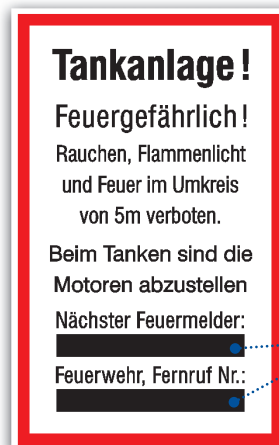 Tankanlage!
Feuergefährlich!
Rauchen, Flammenlicht
und Feuer im Umkreis
von 5m verboten.
Beim Tanken sind die
Motoren abzustellen
Nächster Feuermelder:
Feuerwehr, Fernruf Nr.: